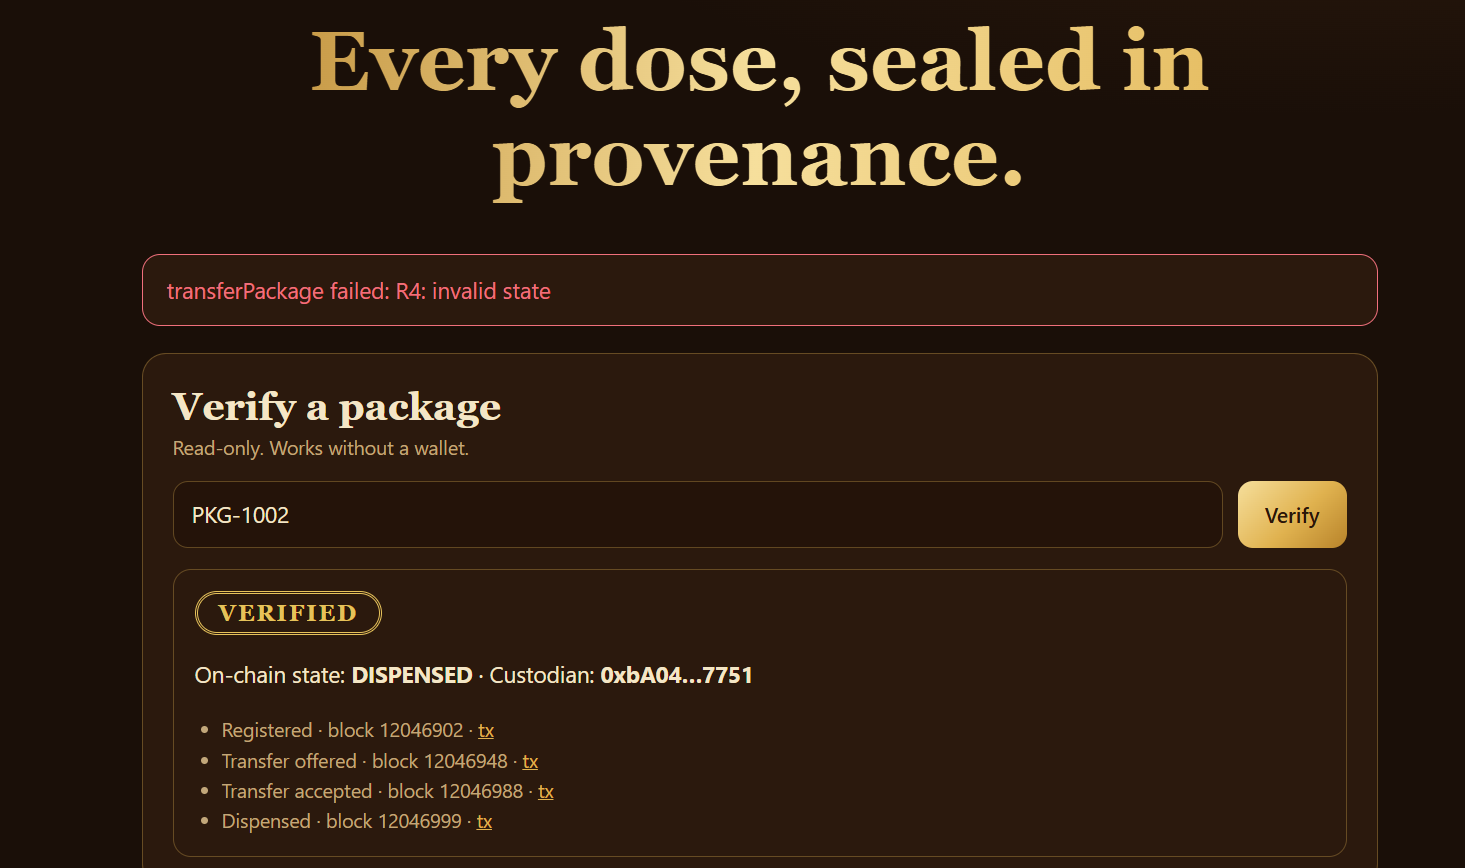 Every dose, sealed in
provenance.
transferPackage failed: R4: invalid state
Verify a package
Read-only. Works without a wallet.
PKG-1002
Verify
VERIFIED
On-chain state: DISPENSED · Custodian: 0xbA04...7751
• Registered · block 12046902 · tx
• Transfer offered · block 12046948 · tx
• Transfer accepted · block 12046988 · tx
• Dispensed · block 12046999 · tx